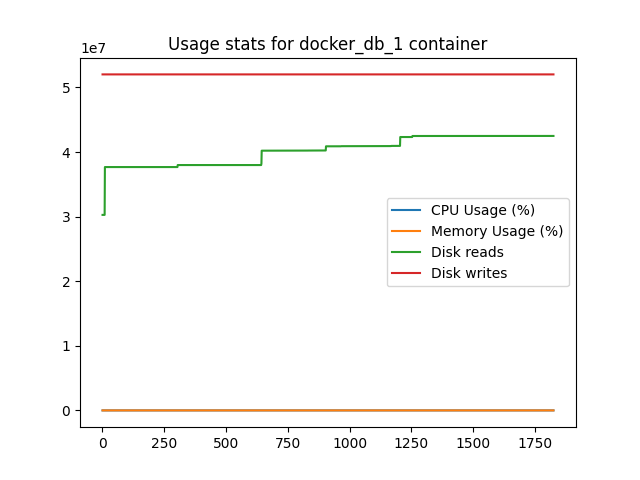 Usage stats for docker_db_1 container
1e7
5
4
3
2
1
0
CPU Usage (%)
Memory Usage (%)
Disk reads
Disk writes
0 250 500 750 1000 1250 1500 1750